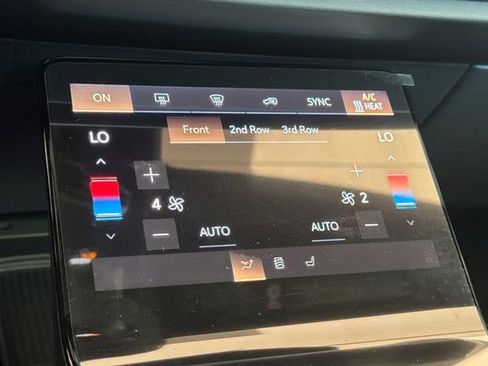 ON SYNC A/C
HEAT
Front 2nd Row 3rd Row
LO LO
4 2
AUTO AUTO